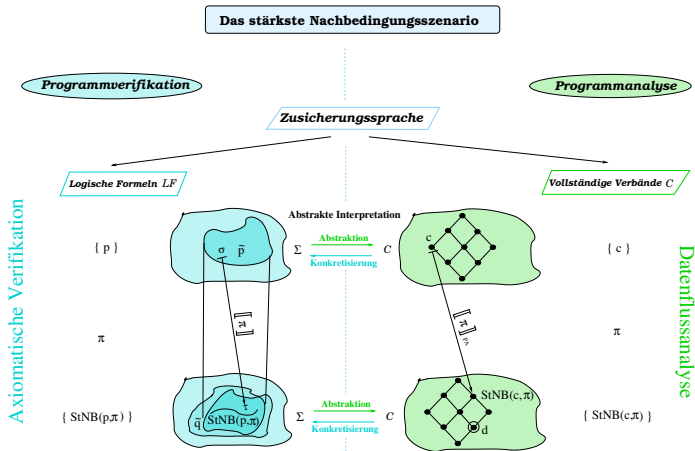 Das stärkste Nachbedingungsszenario
Programmverifikation
Programmanalyse
Zusicherungssprache
Logische Formeln LF
Vollständige Verbände C
Axiomatische Verifikation
Datenflussanalyse
Abstrakte Interpretation
{ p }
σ p̃
Σ
Abstraktion
Konkretisierung
C
c
{ c }
π
[[ π ]]
[[ π ]] PA
π
{ StNB(p,π) }
q̃
τ
StNB(p,π)
Σ
Abstraktion
Konkretisierung
C
StNB(c,π)
d
{ StNB(c,π) }